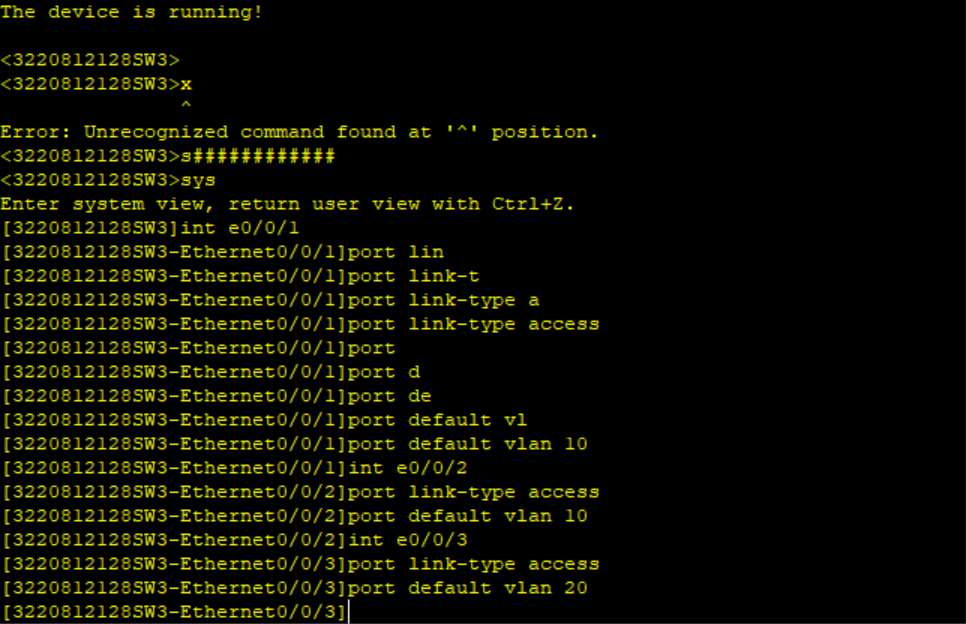 The device is running!
<3220812128SW3>
<3220812128SW3>x
^
Error: Unrecognized command found at '^' position.
<3220812128SW3>s############
<3220812128SW3>sys
Enter system view, return user view with Ctrl+Z.
[3220812128SW3]int e0/0/1
[3220812128SW3-Ethernet0/0/1]port lin
[3220812128SW3-Ethernet0/0/1]port link-t
[3220812128SW3-Ethernet0/0/1]port link-type a
[3220812128SW3-Ethernet0/0/1]port link-type access
[3220812128SW3-Ethernet0/0/1]port
[3220812128SW3-Ethernet0/0/1]port d
[3220812128SW3-Ethernet0/0/1]port de
[3220812128SW3-Ethernet0/0/1]port default vl
[3220812128SW3-Ethernet0/0/1]port default vlan 10
[3220812128SW3-Ethernet0/0/1]int e0/0/2
[3220812128SW3-Ethernet0/0/2]port link-type access
[3220812128SW3-Ethernet0/0/2]port default vlan 10
[3220812128SW3-Ethernet0/0/2]int e0/0/3
[3220812128SW3-Ethernet0/0/3]port link-type access
[3220812128SW3-Ethernet0/0/3]port default vlan 20
[3220812128SW3-Ethernet0/0/3]